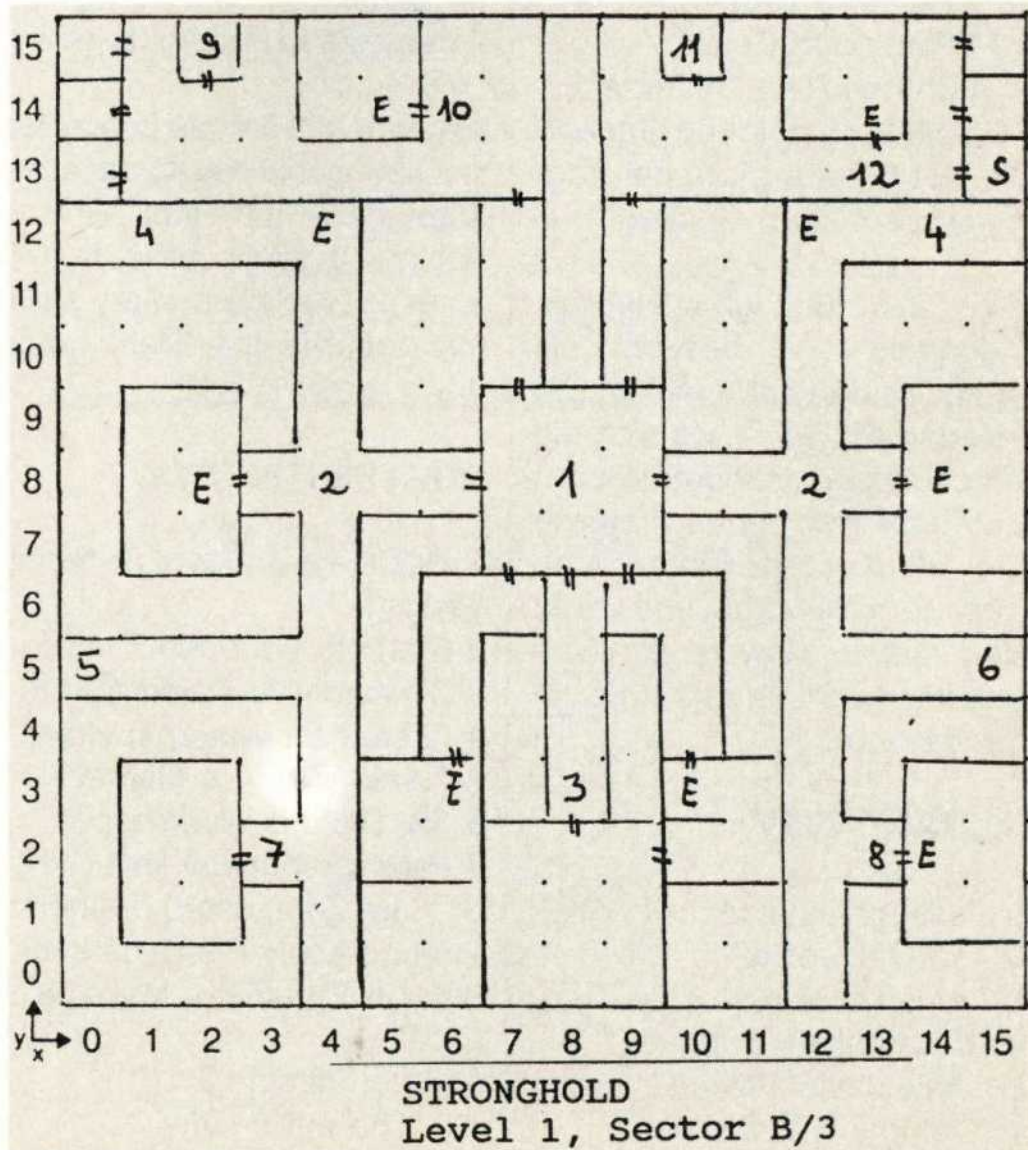 15 9 11
14 E 10 E
13 12 S
12 4 E E 4
11
10
9
8 E 2 1 2 E
7
6
5 5 6
4
3 E 3 E
2 7 8 E
1
0
y x 0 1 2 3 4 5 6 7 8 9 10 11 12 13 14 15
STRONGHOLD
Level 1, Sector B/3